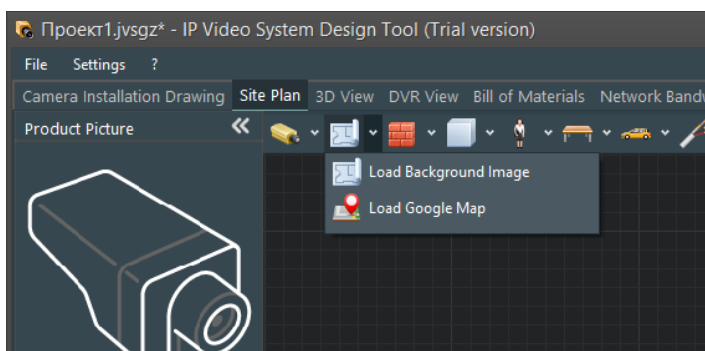 Проект1.jvsgz* - IP Video System Design Tool (Trial version)
File Settings ?
Camera Installation Drawing Site Plan 3D View DVR View Bill of Materials Network Bandw
Product Picture
Load Background Image
Load Google Map